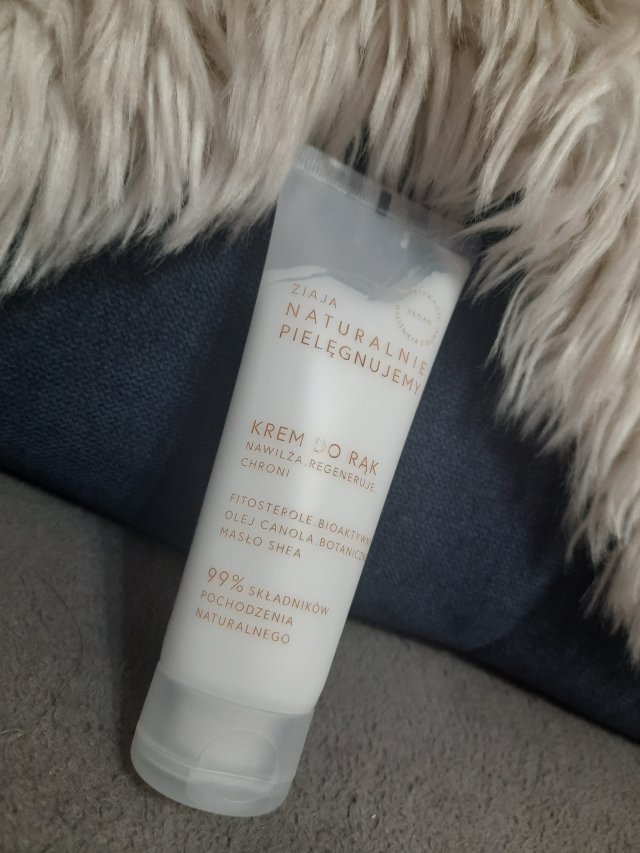 ZIAJA
NATURALNIE
PIELĘGNUJEMY
VEGAN
KREM DO RĄK
NAWILŻA.REGENERUJE
CHRONI
FITOSTEROLE.BIOAKTYWN
OLEJ CANOLA.BOTANICZN
MASŁO SHEA
99% SKŁADNIKÓW
POCHODZENIA
NATURALNEGO